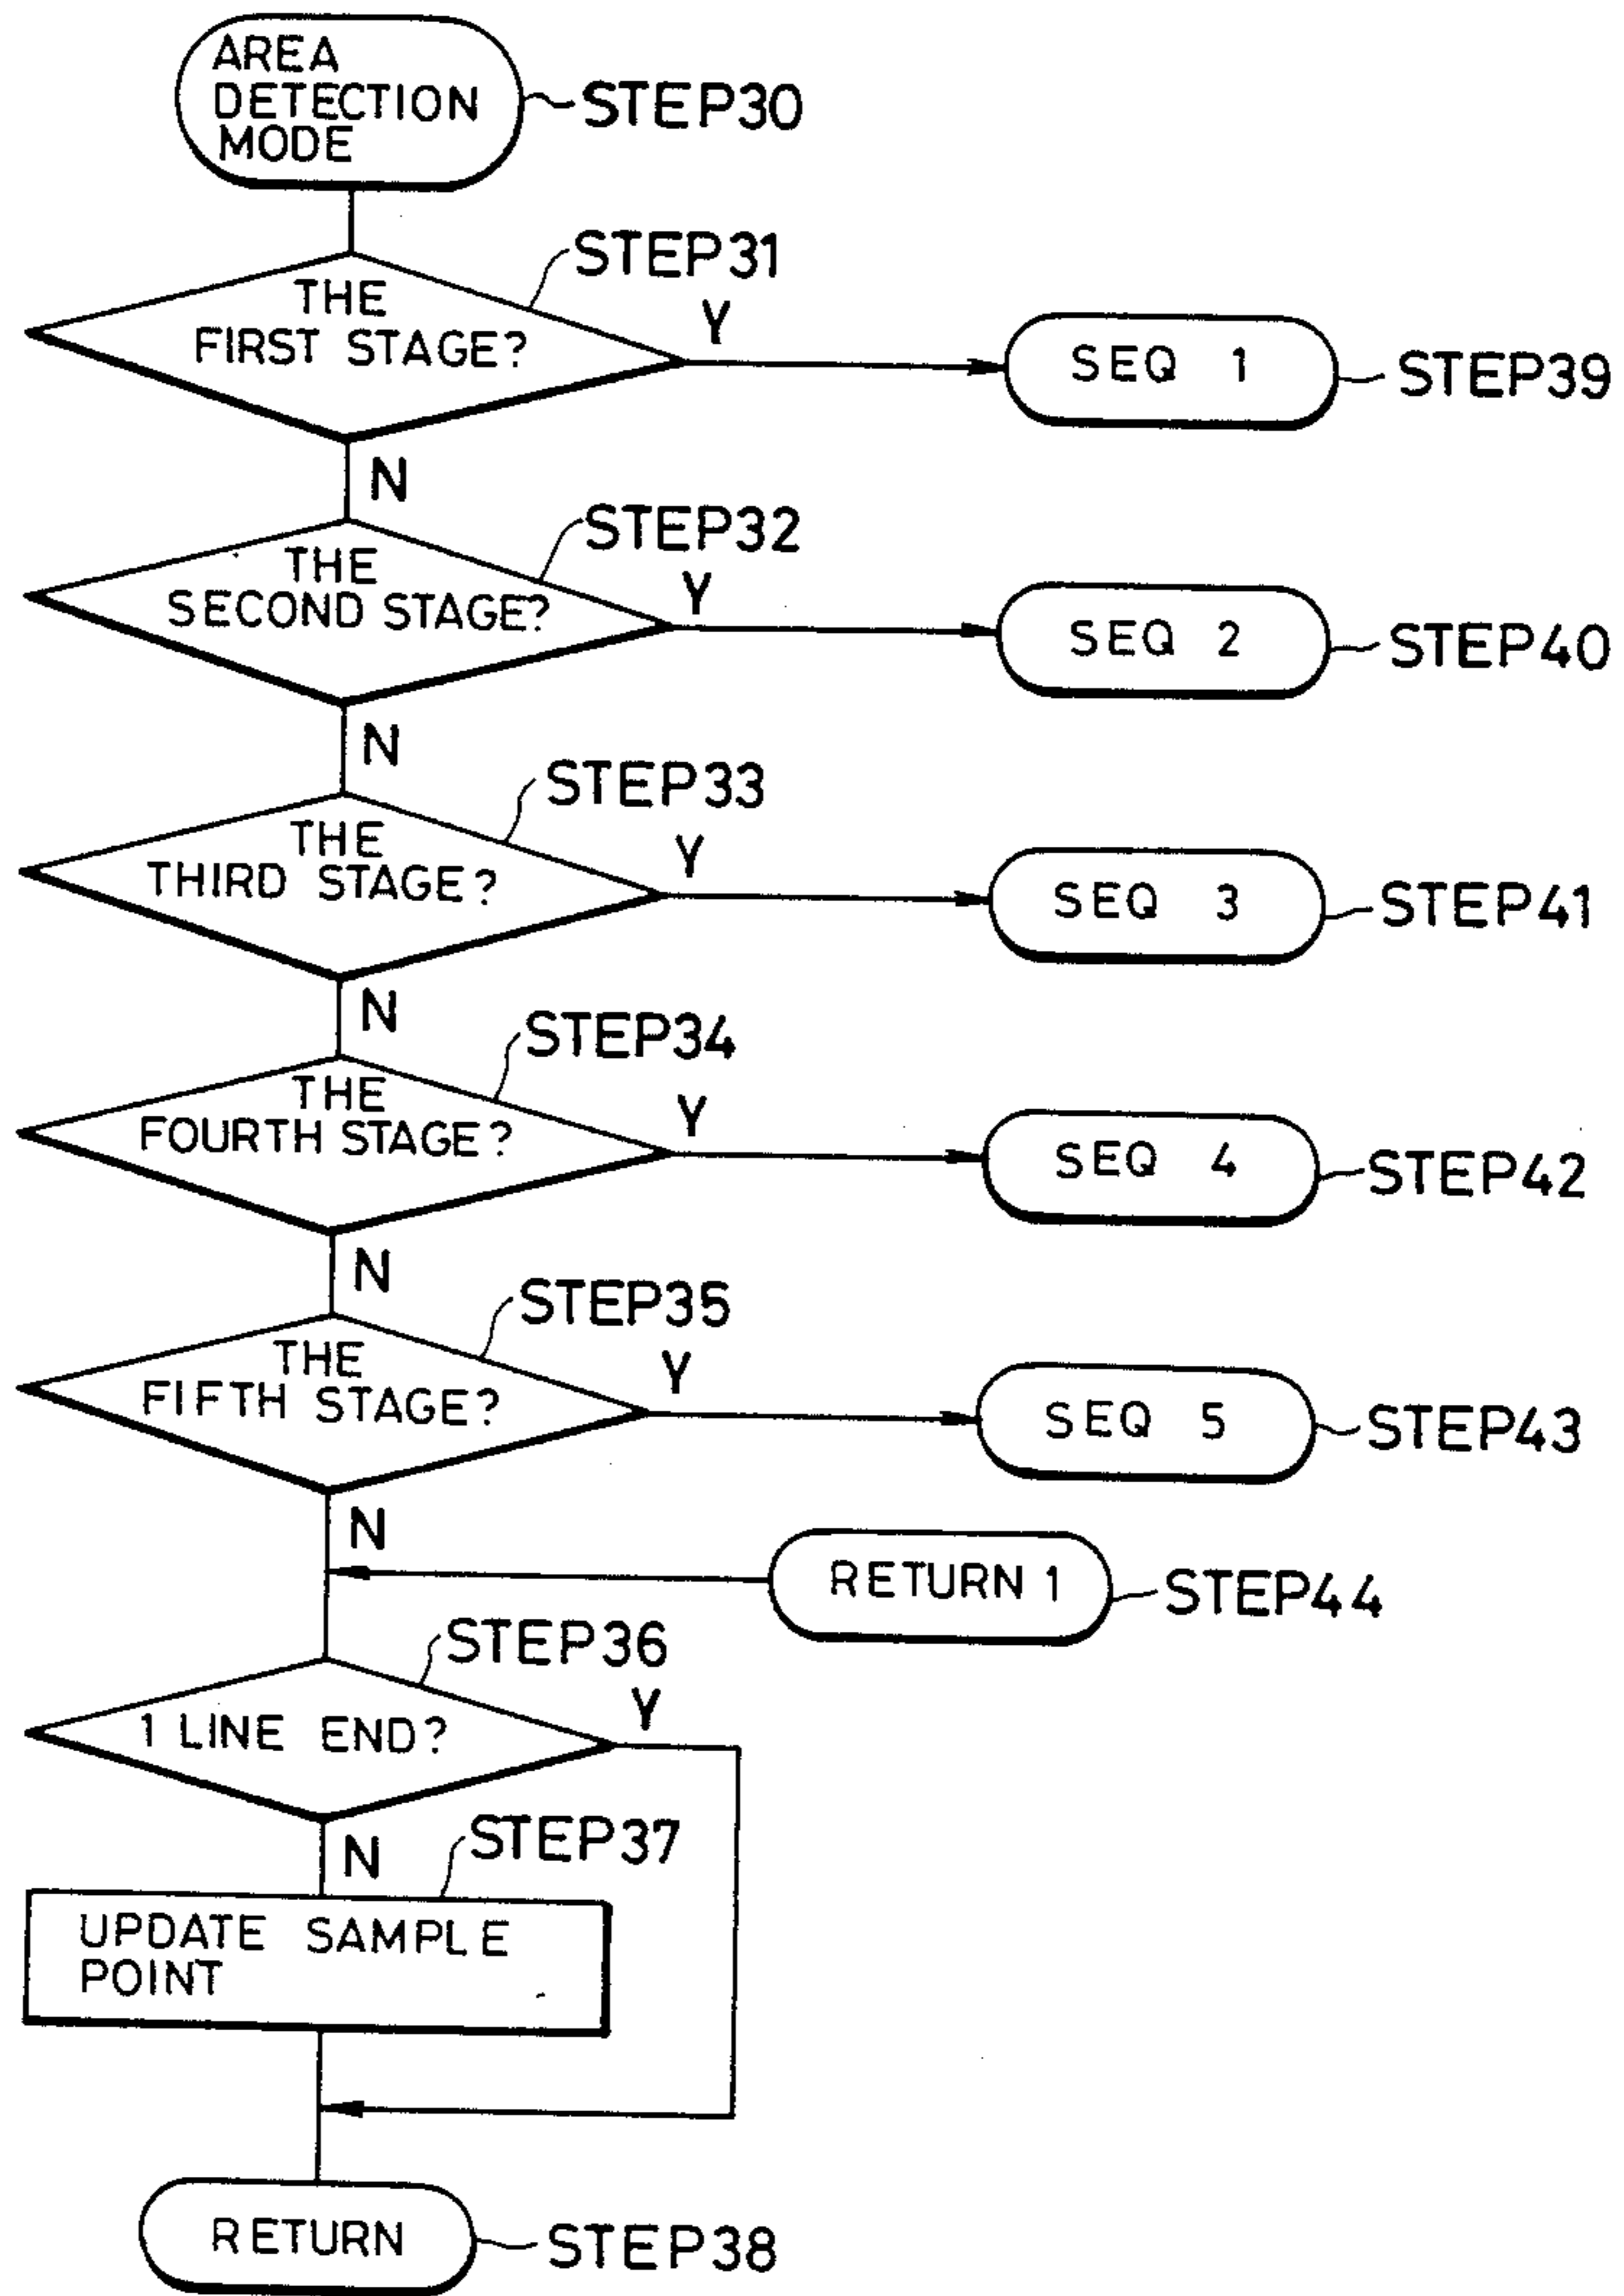 AREA
DETECTION
MODE
STEP30
STEP31
THE
FIRST STAGE?
Y
SEQ 1
STEP39
N
STEP32
THE
SECOND STAGE?
Y
SEQ 2
STEP40
N
STEP33
THE
THIRD STAGE?
Y
SEQ 3
STEP41
N
STEP34
THE
FOURTH STAGE?
Y
SEQ 4
STEP42
N
STEP35
THE
FIFTH STAGE?
Y
SEQ 5
STEP43
N
RETURN 1
STEP44
STEP36
1 LINE END?
Y
N
STEP37
UPDATE SAMPLE
POINT
RETURN
STEP38